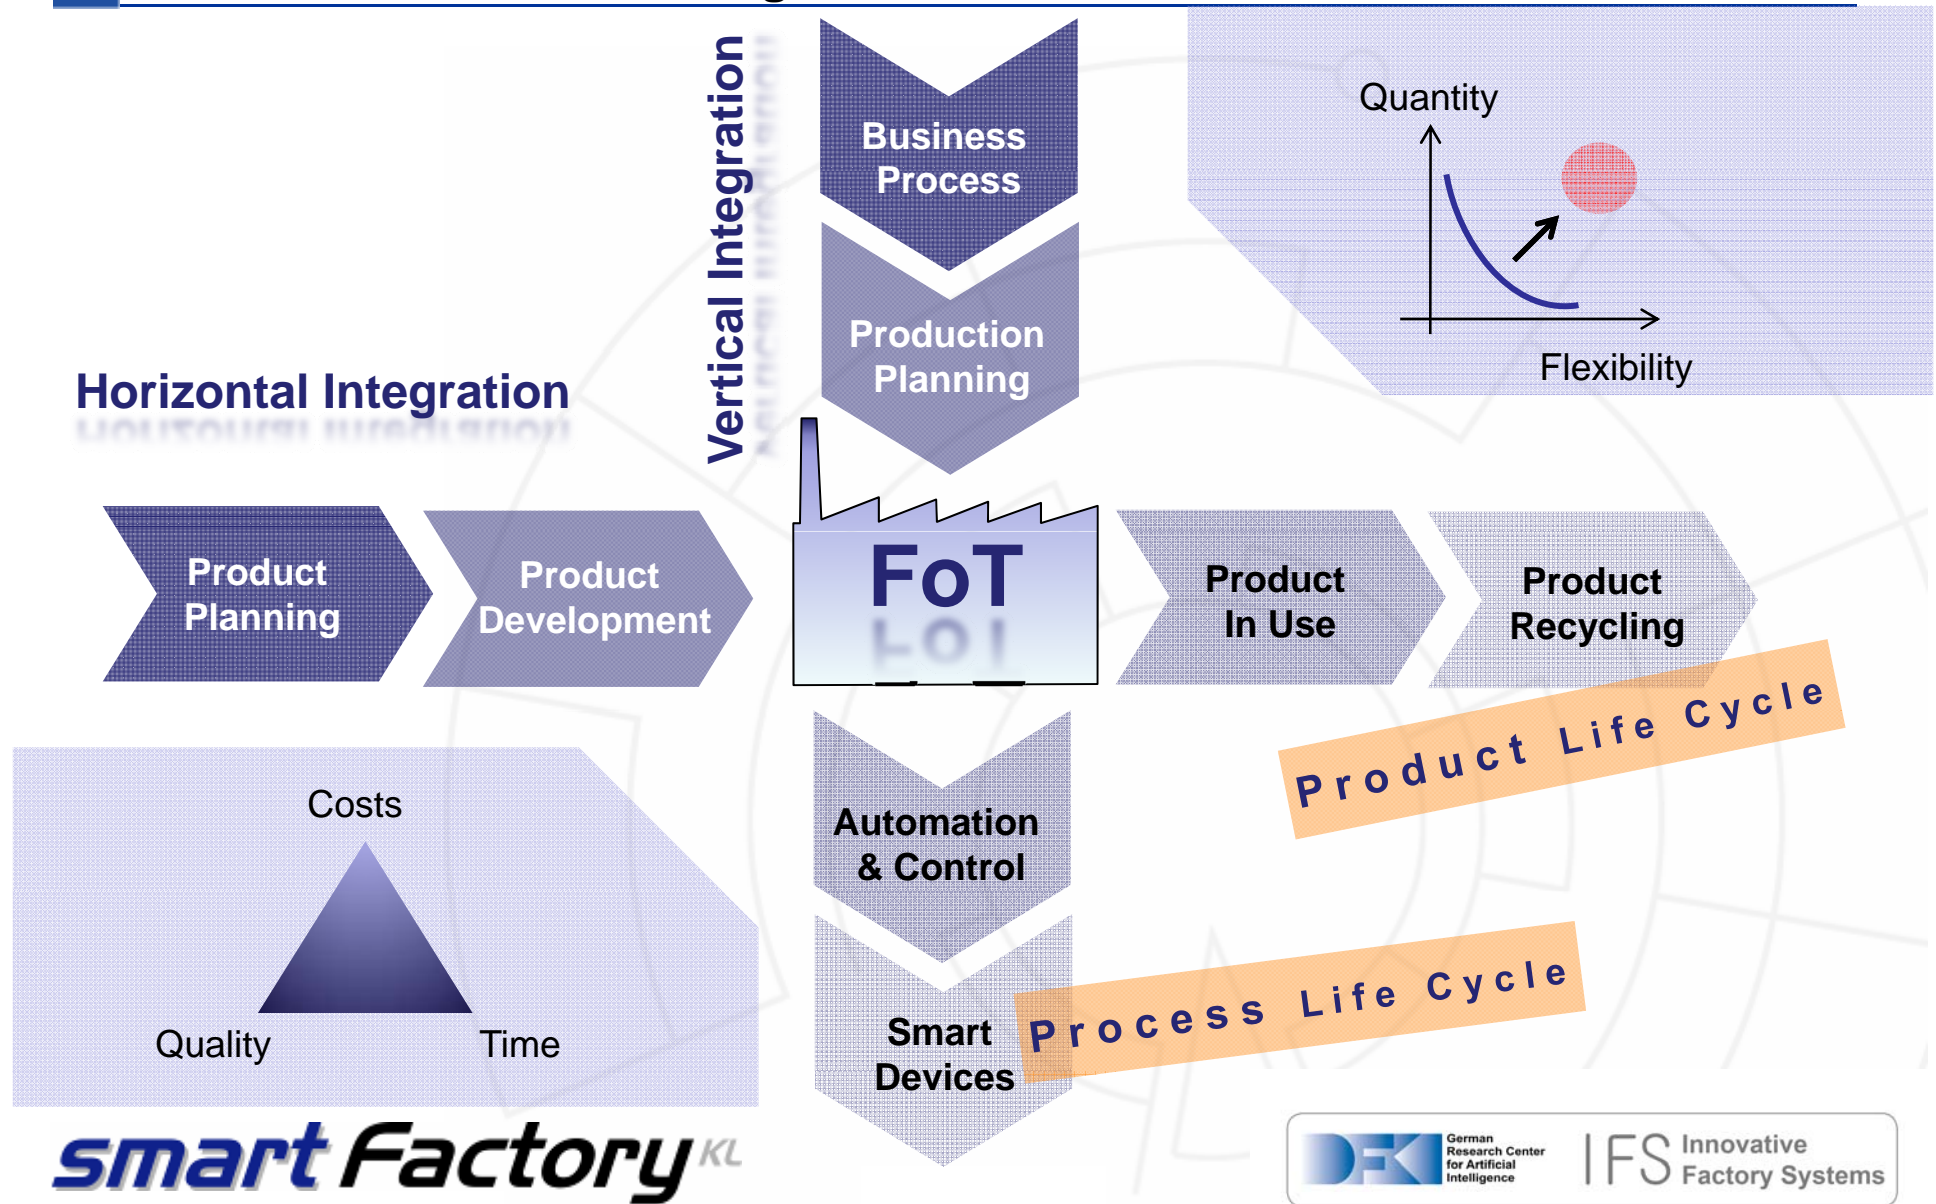 Vertical Integration
Business
Process
Production
Planning
Quantity
Flexibility
Horizontal Integration
Product
Planning
Product
Development
FoT
Product
In Use
Product
Recycling
Product Life Cycle
Automation
& Control
Smart
Devices
Process Life Cycle
Costs
Quality
Time
smart Factory KL
DFKI
German
Research Center
for Artificial
Intelligence
IFS
Innovative
Factory Systems